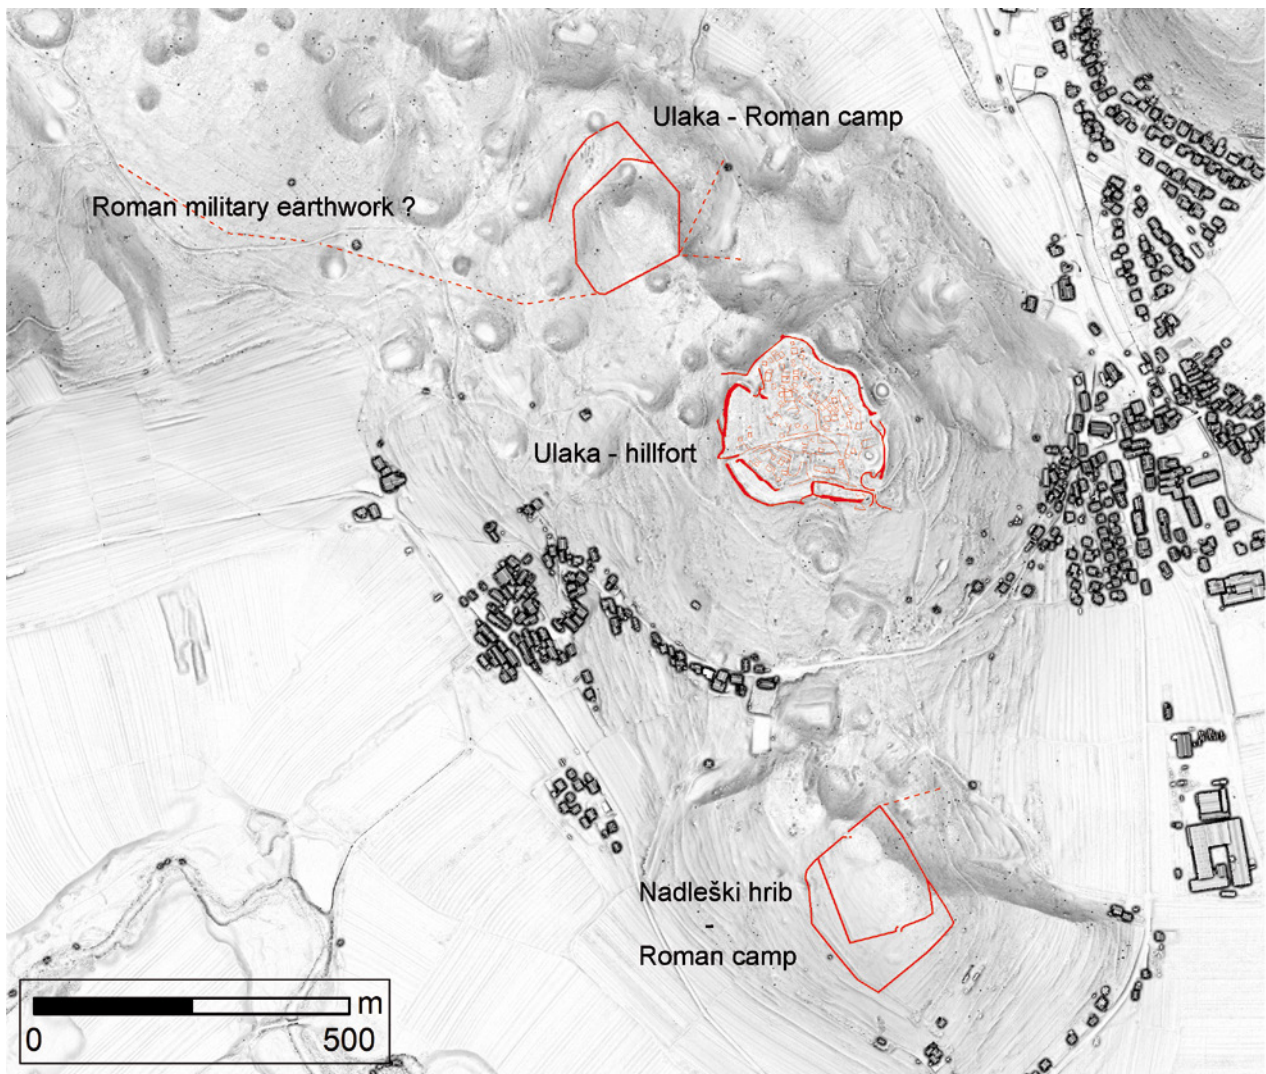 Ulaka - Roman camp
Roman military earthwork ?
Ulaka - hillfort
Nadleški hrib
-
Roman camp
m
0 500